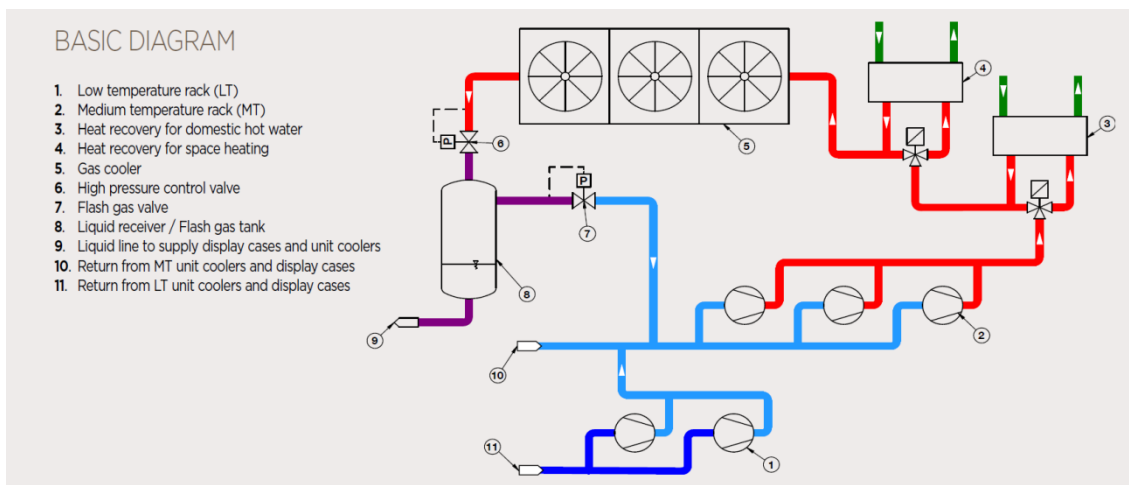 BASIC DIAGRAM
1. Low temperature rack (LT)
2. Medium temperature rack (MT)
3. Heat recovery for domestic hot water
4. Heat recovery for space heating
5. Gas cooler
6. High pressure control valve
7. Flash gas valve
8. Liquid receiver / Flash gas tank
9. Liquid line to supply display cases and unit coolers
10. Return from MT unit coolers and display cases
11. Return from LT unit coolers and display cases
4
3
P
6
5
P
7
8
9
2
10
11
1